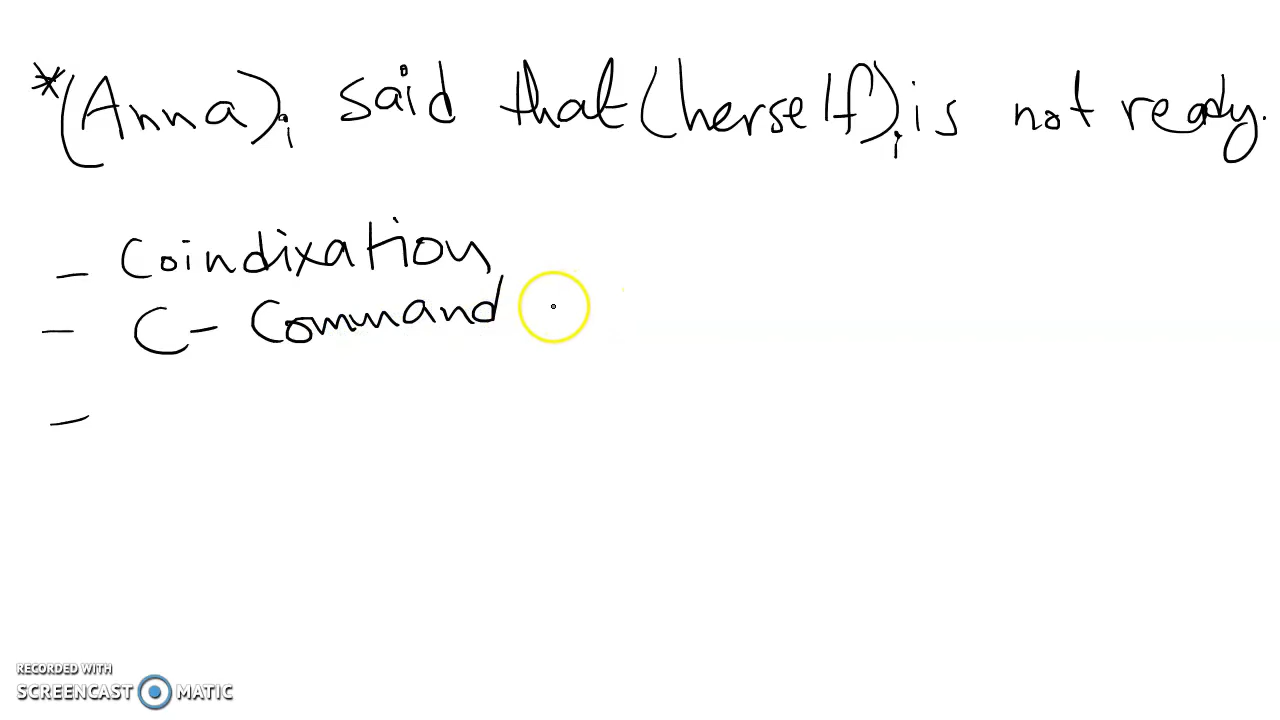 *(Anna)i said that (herself)i is not ready.
– Coindixation
– C-Command
–
RECORDED WITH
SCREENCAST MATIC